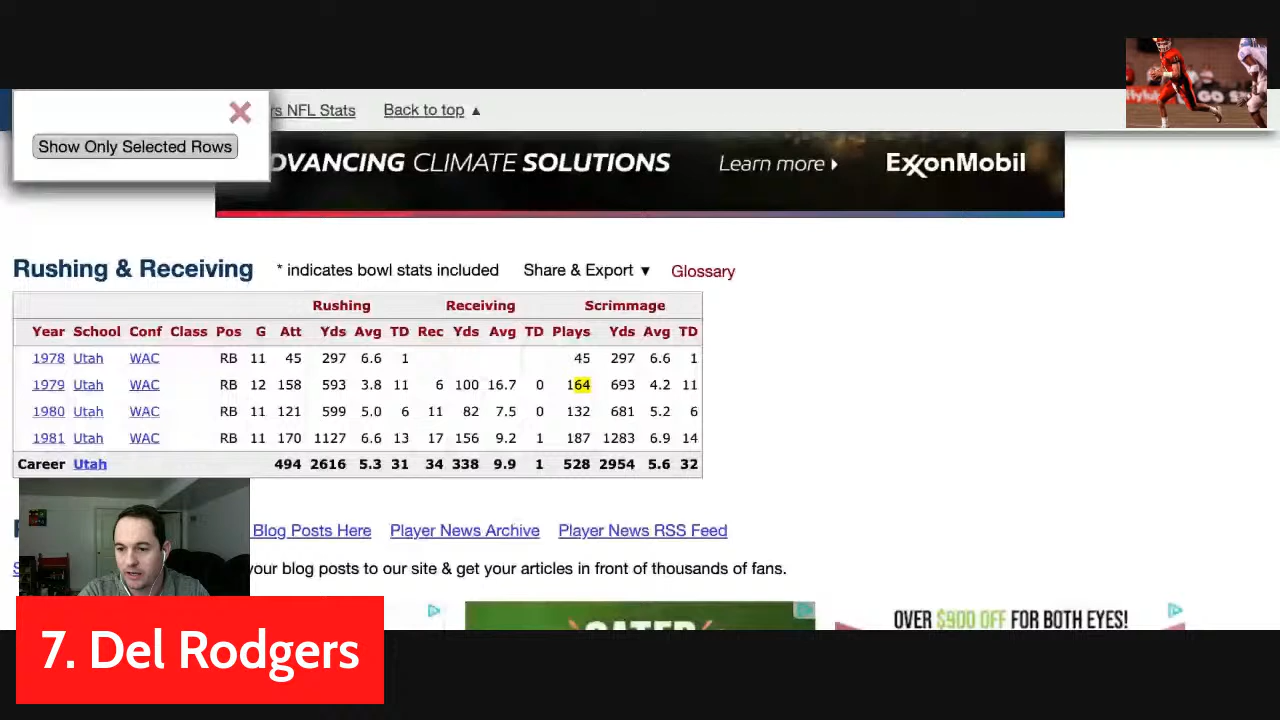 rs NFL Stats Back to top ▲
Show Only Selected Rows
DVANCING CLIMATE SOLUTIONS Learn more ExxonMobil
Rushing & Receiving * indicates bowl stats included Share & Export ▼ Glossary
Rushing Receiving Scrimmage
Year School Conf Class Pos G Att Yds Avg TD Rec Yds Avg TD Plays Yds Avg TD
1978 Utah WAC RB 11 45 297 6.6 1 45 297 6.6 1
1979 Utah WAC RB 12 158 593 3.8 11 6 100 16.7 0 164 693 4.2 11
1980 Utah WAC RB 11 121 599 5.0 6 11 82 7.5 0 132 681 5.2 6
1981 Utah WAC RB 11 170 1127 6.6 13 17 156 9.2 1 187 1283 6.9 14
Career Utah 494 2616 5.3 31 34 338 9.9 1 528 2954 5.6 32
Blog Posts Here Player News Archive Player News RSS Feed
your blog posts to our site & get your articles in front of thousands of fans.
OVER $900 OFF FOR BOTH EYES!
7. Del Rodgers